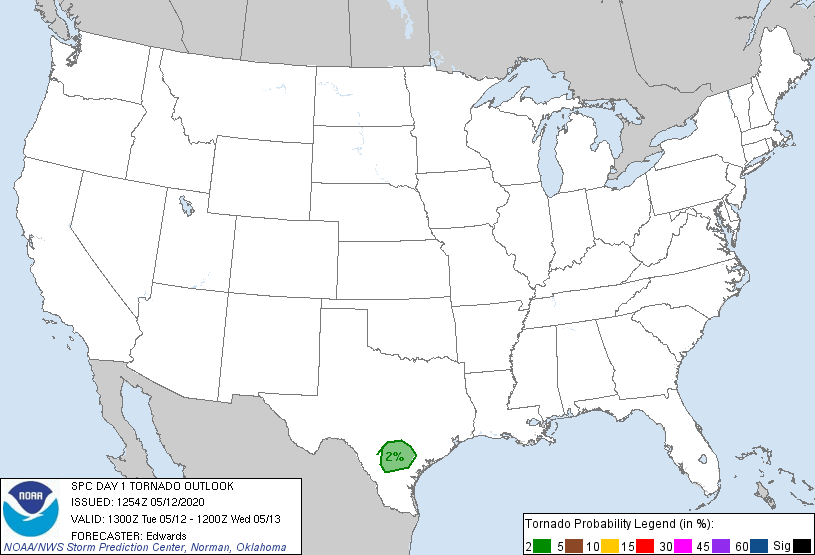 2%
NOAA
SPC DAY 1 TORNADO OUTLOOK
ISSUED: 1254Z 05/12/2020
VALID: 1300Z Tue 05/12 - 1200Z Wed 05/13
FORECASTER: Edwards
NOAA/NWS Storm Prediction Center, Norman, Oklahoma
Tornado Probability Legend (in %):
2 5 10 15 30 45 60 Sig